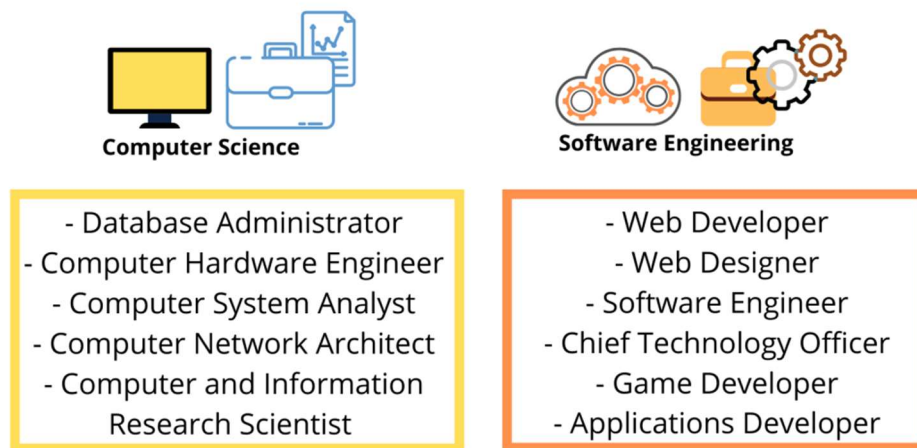 Computer Science
Software Engineering
- Database Administrator
- Computer Hardware Engineer
- Computer System Analyst
- Computer Network Architect
- Computer and Information
Research Scientist
- Web Developer
- Web Designer
- Software Engineer
- Chief Technology Officer
- Game Developer
- Applications Developer